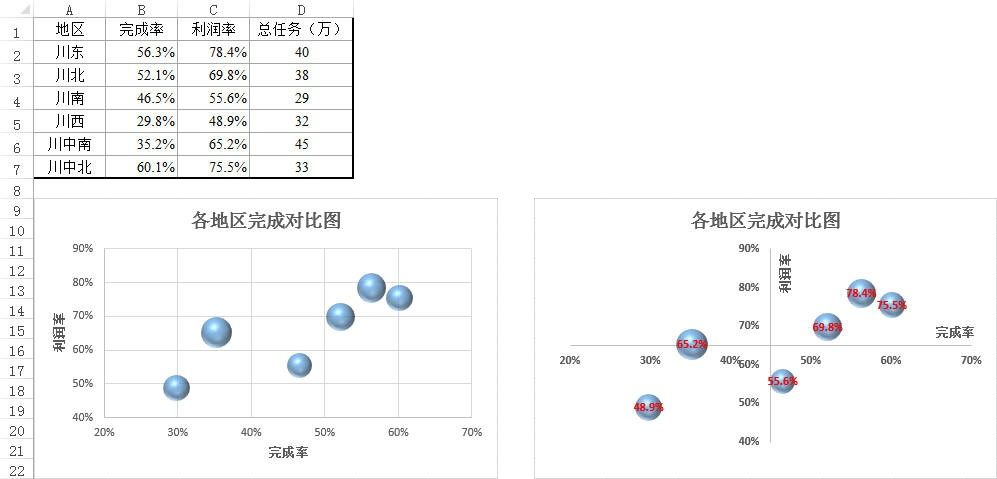 A B C D
1 地区 完成率 利润率 总任务（万）
2 川东 56.3% 78.4% 40
3 川北 52.1% 69.8% 38
4 川南 46.5% 55.6% 29
5 川西 29.8% 48.9% 32
6 川中南 35.2% 65.2% 45
7 川中北 60.1% 75.5% 33
8
9
10
11
12
13
14
15
16
17
18
19
20
21
22
各地区完成对比图
90%
80%
70%
60%
50%
40%
利润率
20% 30% 40% 50% 60% 70%
完成率
各地区完成对比图
90%
利润率
80%
78.4%
75.5%
70%
69.8%
完成率
65.2%
20% 30% 40% 50% 60% 70%
60%
55.6%
50%
48.9%
40%